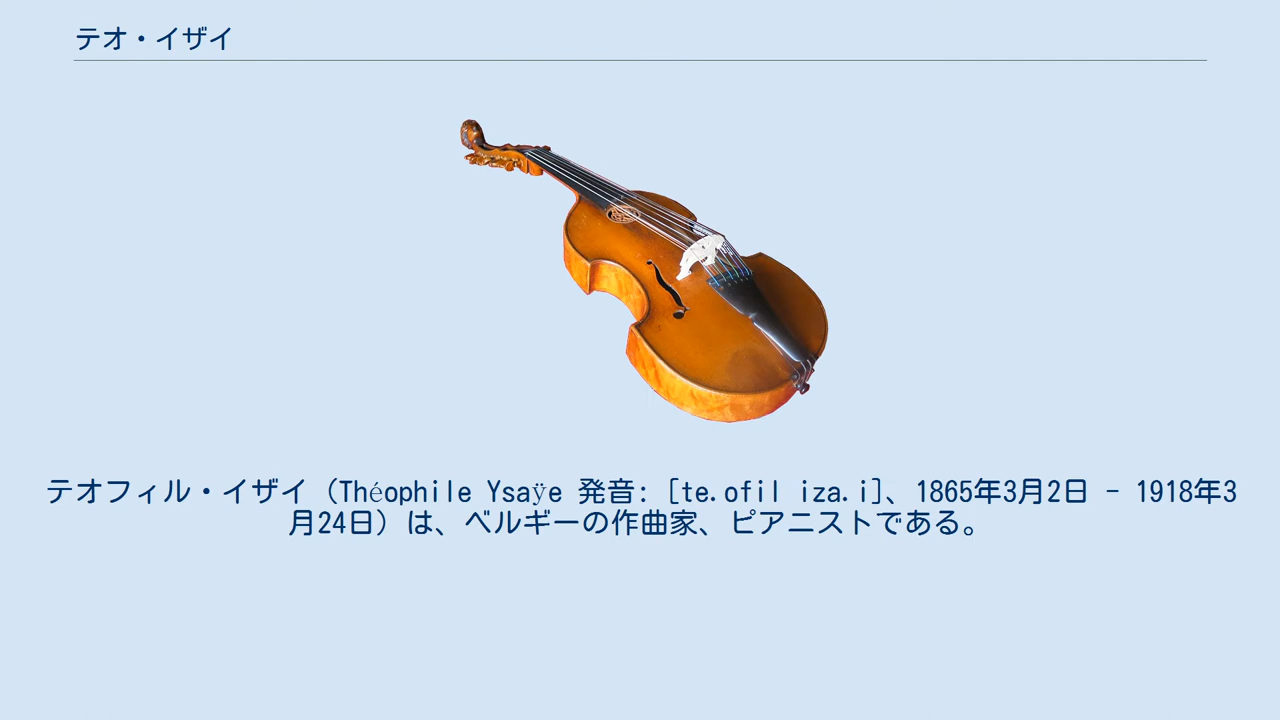 テオ・イザイ
テオフィル・イザイ（Théophile Ysaÿe 発音: [te.ofil iza.i]、1865年3月2日 - 1918年3
月24日）は、ベルギーの作曲家、ピアニストである。